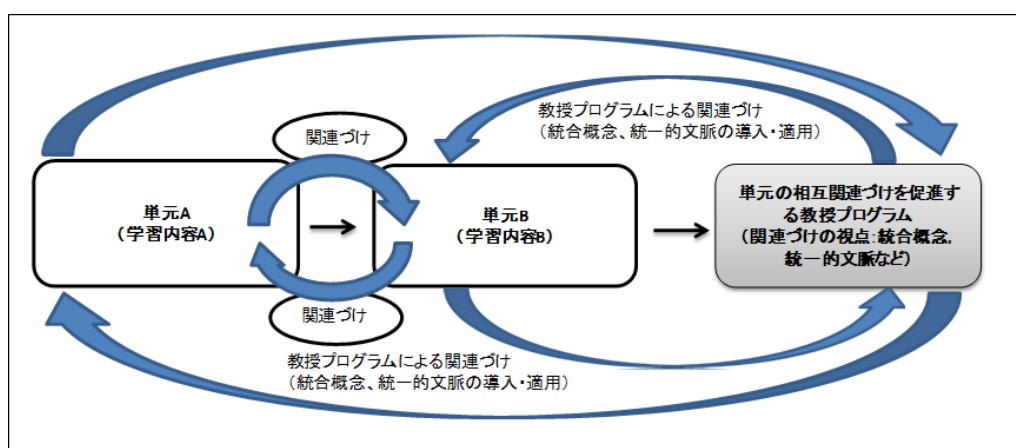 教授プログラムによる関連づけ
（統合概念、統一的文脈の導入・適用）
関連づけ
単元A
（学習内容A）
単元B
（学習内容B）
単元の相互関連づけを促進す
る教授プログラム
（関連づけの視点：統合概念,
統一的文脈など）
関連づけ
教授プログラムによる関連づけ
（統合概念、統一的文脈の導入・適用）